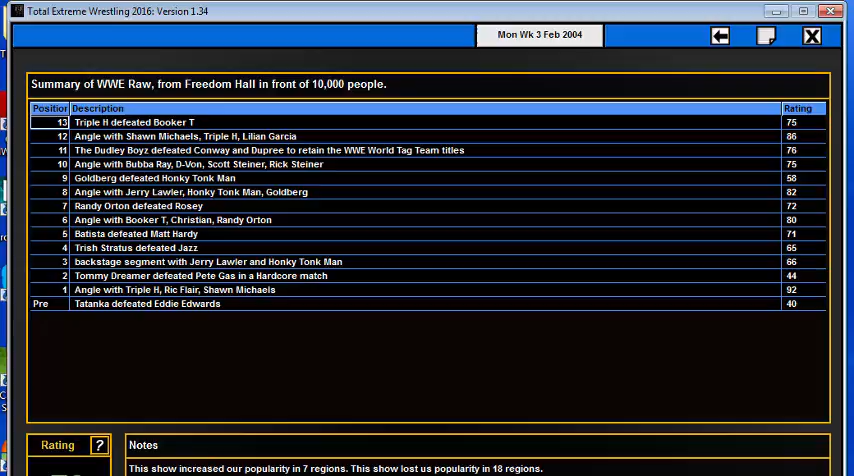 Total Extreme Wrestling 2016: Version 1.34
Mon Wk 3 Feb 2004
Summary of WWE Raw, from Freedom Hall in front of 10,000 people.
Position Description Rating
13 Triple H defeated Booker T 75
12 Angle with Shawn Michaels, Triple H, Lilian Garcia 86
11 The Dudley Boyz defeated Conway and Dupree to retain the WWE World Tag Team titles 76
10 Angle with Bubba Ray, D-Von, Scott Steiner, Rick Steiner 75
9 Goldberg defeated Honky Tonk Man 58
8 Angle with Jerry Lawler, Honky Tonk Man, Goldberg 82
7 Randy Orton defeated Rosey 72
6 Angle with Booker T, Christian, Randy Orton 80
5 Batista defeated Matt Hardy 71
4 Trish Stratus defeated Jazz 65
3 backstage segment with Jerry Lawler and Honky Tonk Man 66
2 Tommy Dreamer defeated Pete Gas in a Hardcore match 44
1 Angle with Triple H, Ric Flair, Shawn Michaels 92
Pre Tatanka defeated Eddie Edwards 40
Rating ? Notes
This show increased our popularity in 7 regions. This show lost us popularity in 18 regions.